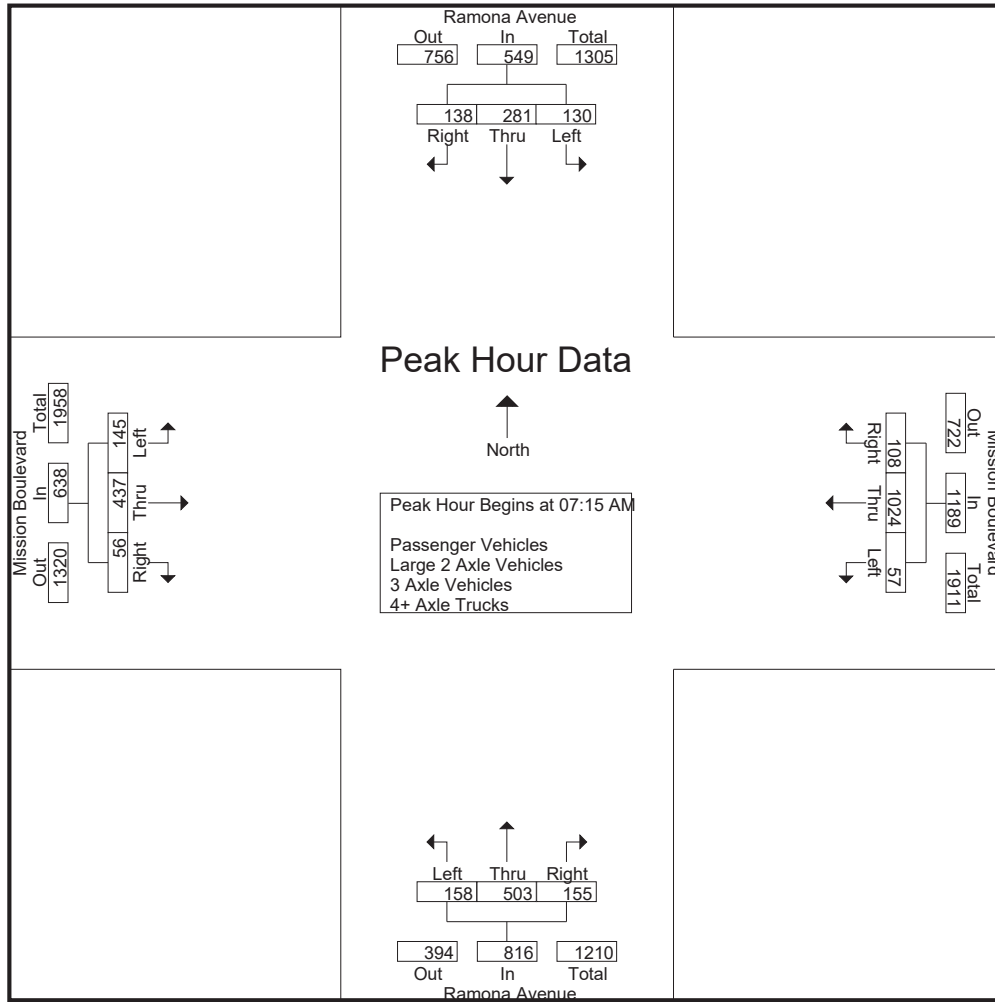 Ramona Avenue
Out In Total
756 549 1305
138 281 130
Right Thru Left
Peak Hour Data
North
Peak Hour Begins at 07:15 AM
Passenger Vehicles
Large 2 Axle Vehicles
3 Axle Vehicles
4+ Axle Trucks
Mission Boulevard
Out In Total
1320 638 1958
Right Thru Left
56 437 145
Mission Boulevard
Out In Total
722 1189 1911
Right Thru Left
108 1024 57
Left Thru Right
158 503 155
394 816 1210
Out In Total
Ramona Avenue